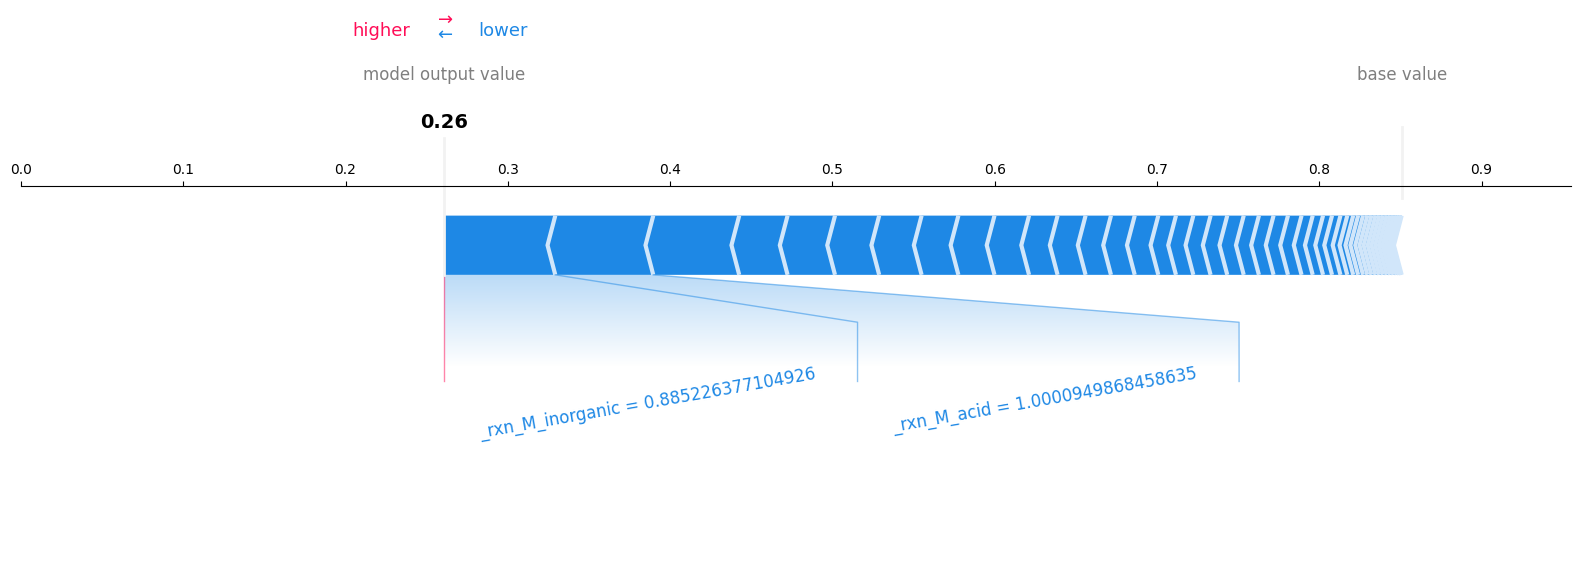 higher → ← lower
model output value base value
0.26
0.0 0.1 0.2 0.3 0.4 0.5 0.6 0.7 0.8 0.9
_rxn_M_inorganic = 0.885226377104926
_rxn_M_acid = 1.0000949868458635